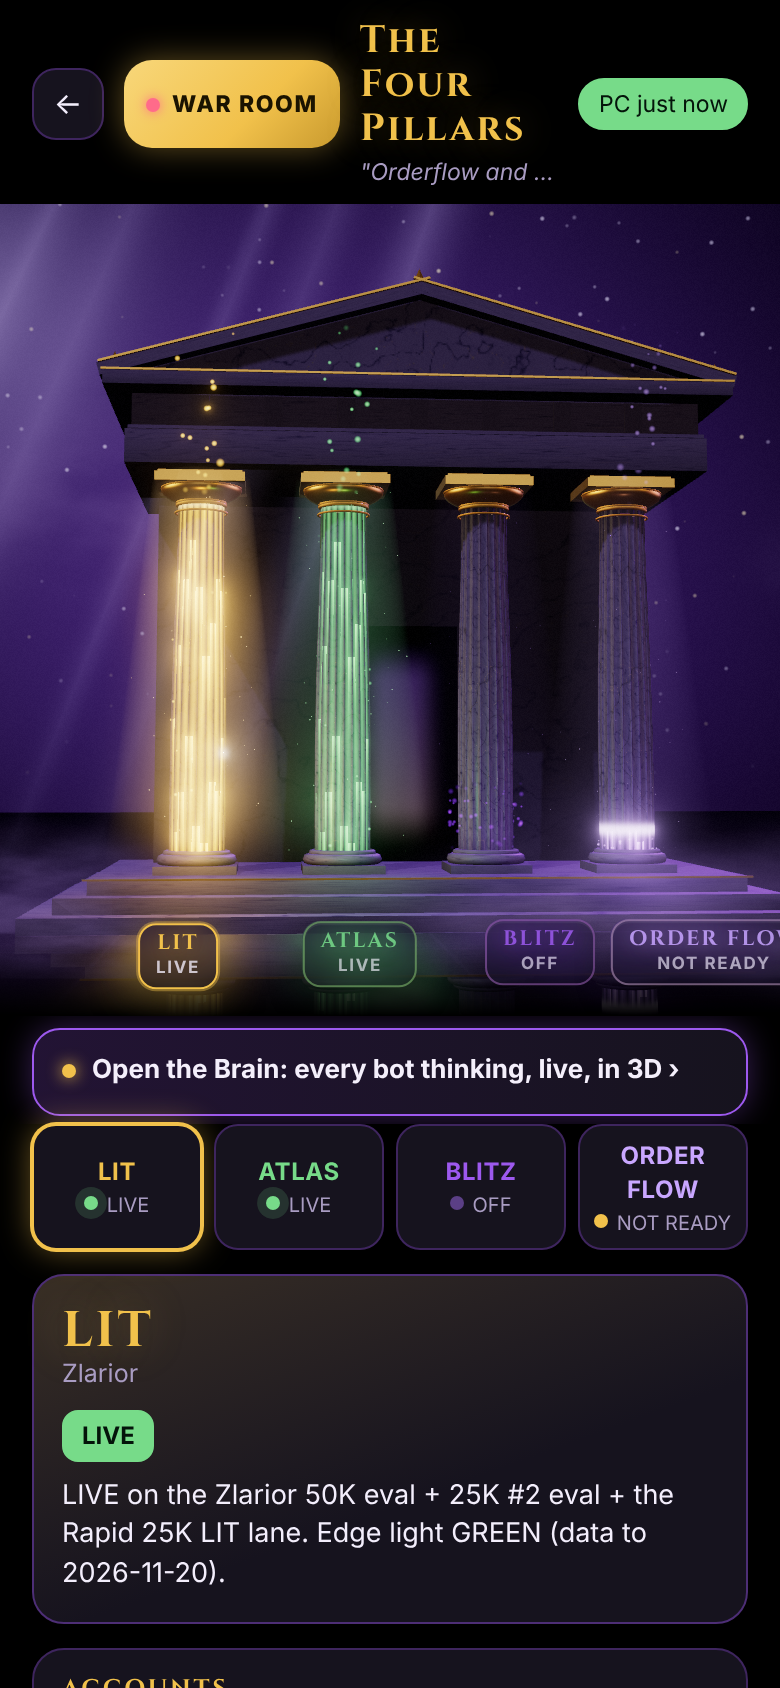 ←
WAR ROOM
THE
FOUR
PILLARS
"Orderflow and ...
PC just now
LIT
LIVE
ATLAS
LIVE
BLITZ
OFF
ORDER FLOW
NOT READY
Open the Brain: every bot thinking, live, in 3D ›
LIT
LIVE
ATLAS
LIVE
BLITZ
OFF
ORDER
FLOW
NOT READY
LIT
Zlarior
LIVE
LIVE on the Zlarior 50K eval + 25K #2 eval + the
Rapid 25K LIT lane. Edge light GREEN (data to
2026-11-20).
ACCOUNTS